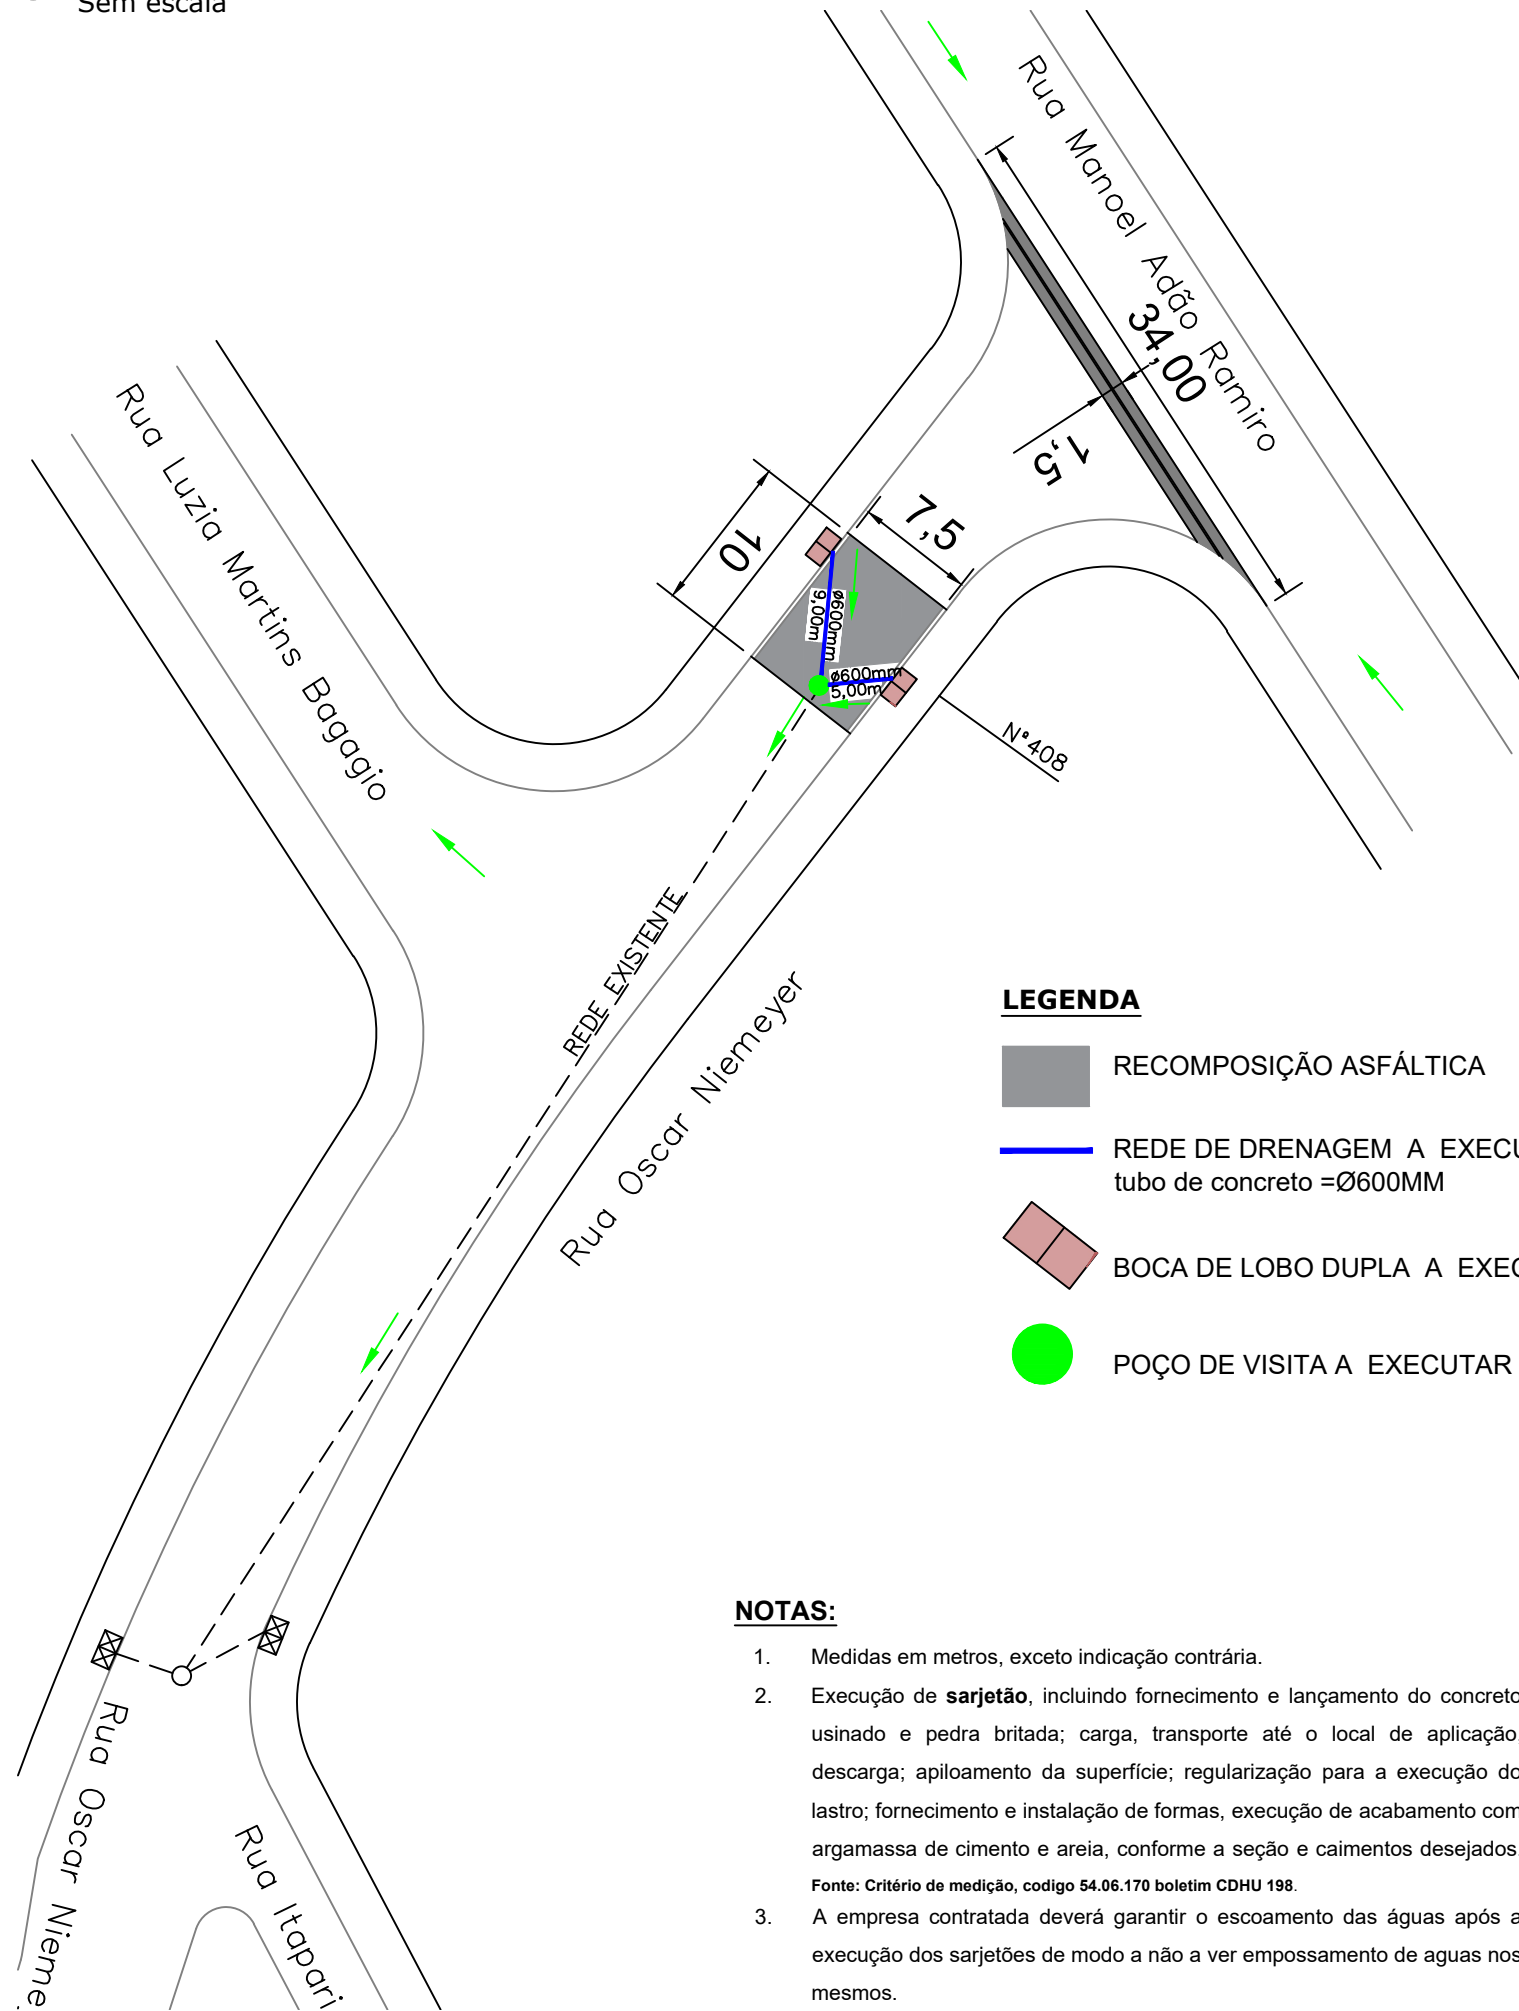 Sem escala
Rua Manoel Adão Ramiro
34,00
1,5
Rua Luzia Martins Bagagio
10
7,5
ø600mm
9,00m
ø600mm
5,00m
N°408
REDE EXISTENTE
Rua Oscar Niemeyer
LEGENDA
RECOMPOSIÇÃO ASFÁLTICA
REDE DE DRENAGEM A EXECU
tubo de concreto =Ø600MM
BOCA DE LOBO DUPLA A EXEC
POÇO DE VISITA A EXECUTAR
NOTAS:
1. Medidas em metros, exceto indicação contrária.
2. Execução de sarjetão, incluindo fornecimento e lançamento do concreto
usinado e pedra britada; carga, transporte até o local de aplicação,
descarga; apiloamento da superfície; regularização para a execução do
lastro; fornecimento e instalação de formas, execução de acabamento com
argamassa de cimento e areia, conforme a seção e caimentos desejados.
Fonte: Critério de medição, codigo 54.06.170 boletim CDHU 198.
3. A empresa contratada deverá garantir o escoamento das águas após a
execução dos sarjetões de modo a não a ver empossamento de aguas nos
mesmos.
Rua Oscar Nieme
Rua Itapari